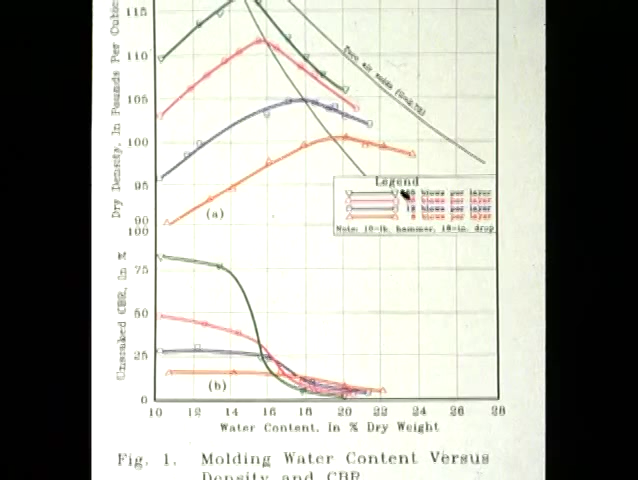 115
110
105
100
95
90
Dry Density, In Pounds Per Cubic
(a)
Legend
blows per layer
blows per layer
12 blows per layer
6 blows per layer
Note: 10-lb. hammer, 18-in. drop
100
75
50
25
0
Unsoaked CBR, In %
(b)
10 12 14 16 18 20 22 24 26 28
Water Content, In % Dry Weight
Fig. 1. Molding Water Content Versus
Density and CBR